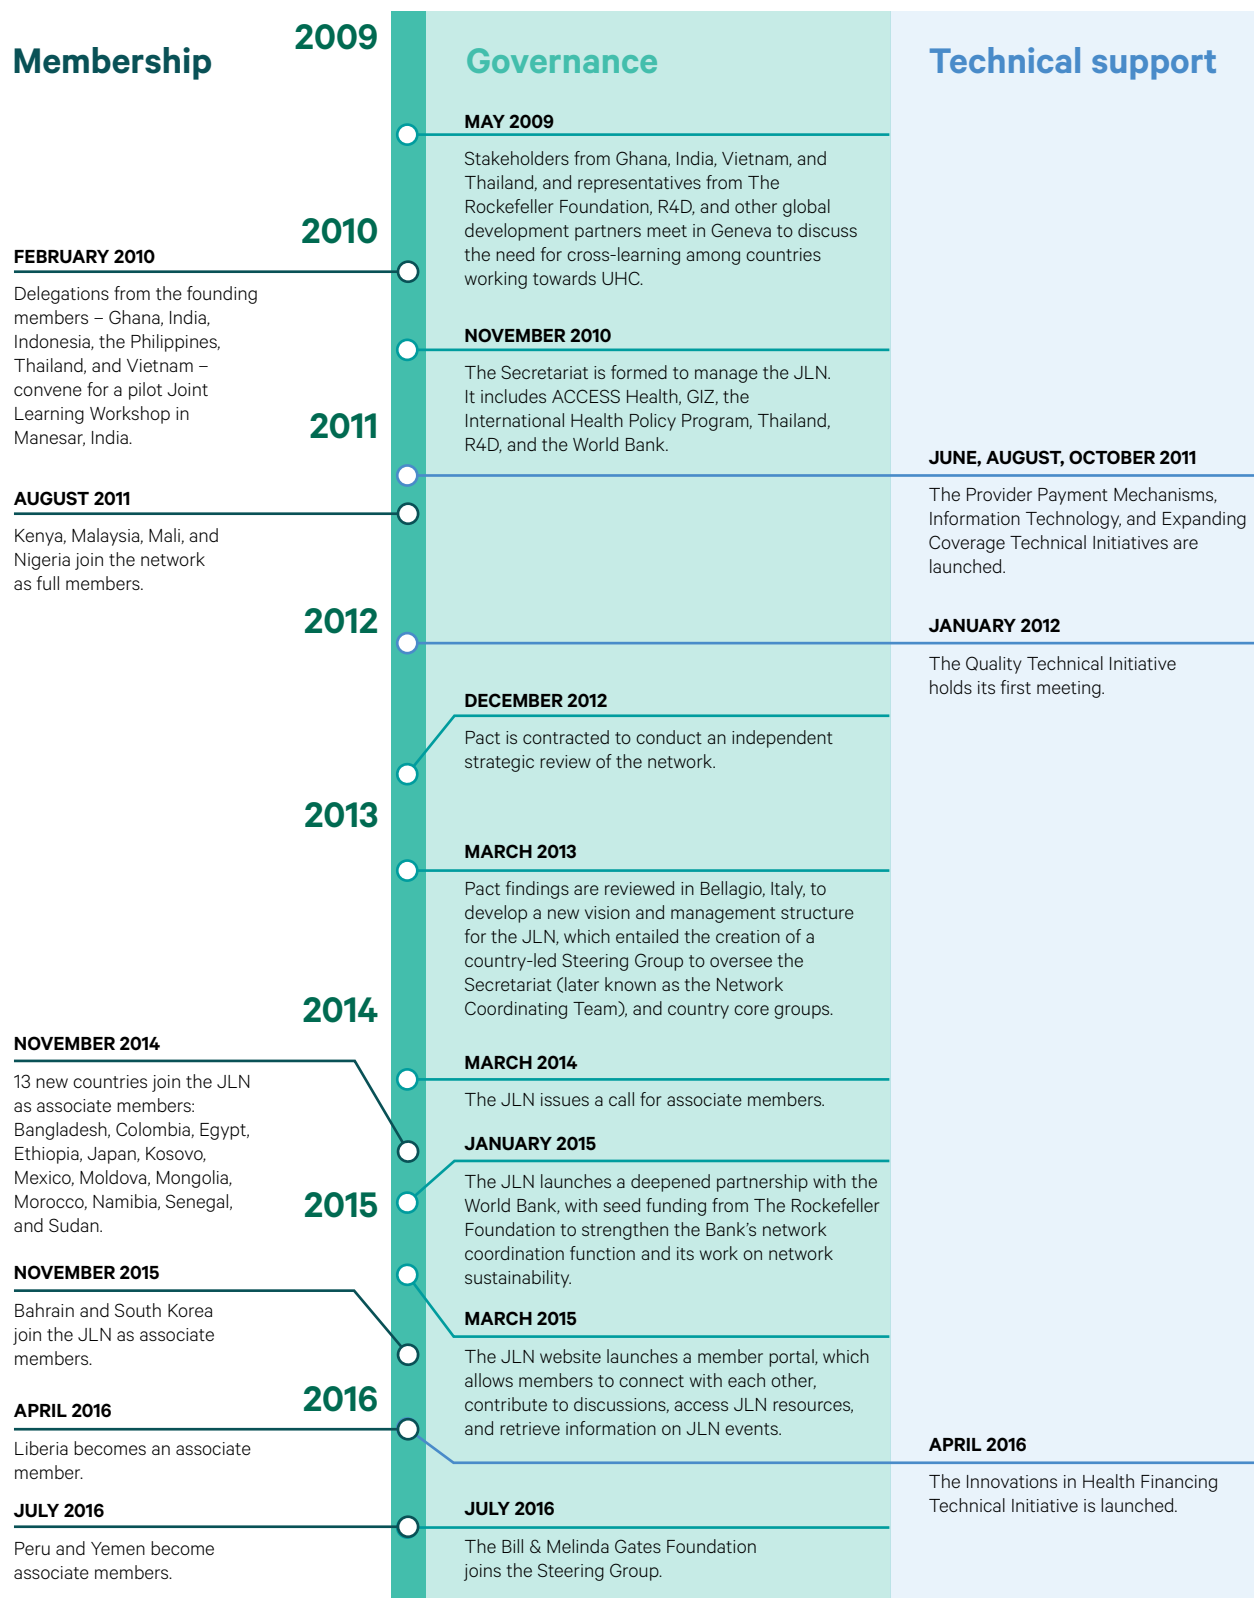 2009
Membership
Governance
Technical support
MAY 2009
Stakeholders from Ghana, India, Vietnam, and
Thailand, and representatives from The
Rockefeller Foundation, R4D, and other global
development partners meet in Geneva to discuss
the need for cross-learning among countries
working towards UHC.
2010
FEBRUARY 2010
Delegations from the founding
members – Ghana, India,
Indonesia, the Philippines,
Thailand, and Vietnam –
convene for a pilot Joint
Learning Workshop in
Manesar, India.
NOVEMBER 2010
The Secretariat is formed to manage the JLN.
It includes ACCESS Health, GIZ, the
International Health Policy Program, Thailand,
R4D, and the World Bank.
2011
JUNE, AUGUST, OCTOBER 2011
The Provider Payment Mechanisms,
Information Technology, and Expanding
Coverage Technical Initiatives are
launched.
AUGUST 2011
Kenya, Malaysia, Mali, and
Nigeria join the network
as full members.
2012
JANUARY 2012
The Quality Technical Initiative
holds its first meeting.
DECEMBER 2012
Pact is contracted to conduct an independent
strategic review of the network.
2013
MARCH 2013
Pact findings are reviewed in Bellagio, Italy, to
develop a new vision and management structure
for the JLN, which entailed the creation of a
country-led Steering Group to oversee the
Secretariat (later known as the Network
Coordinating Team), and country core groups.
2014
NOVEMBER 2014
13 new countries join the JLN
as associate members:
Bangladesh, Colombia, Egypt,
Ethiopia, Japan, Kosovo,
Mexico, Moldova, Mongolia,
Morocco, Namibia, Senegal,
and Sudan.
MARCH 2014
The JLN issues a call for associate members.
JANUARY 2015
The JLN launches a deepened partnership with the
World Bank, with seed funding from The Rockefeller
Foundation to strengthen the Bank's network
coordination function and its work on network
sustainability.
2015
NOVEMBER 2015
Bahrain and South Korea
join the JLN as associate
members.
MARCH 2015
The JLN website launches a member portal, which
allows members to connect with each other,
contribute to discussions, access JLN resources,
and retrieve information on JLN events.
2016
APRIL 2016
Liberia becomes an associate
member.
APRIL 2016
The Innovations in Health Financing
Technical Initiative is launched.
JULY 2016
Peru and Yemen become
associate members.
JULY 2016
The Bill & Melinda Gates Foundation
joins the Steering Group.